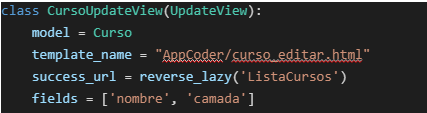 class CursoUpdateView(UpdateView):
    model = Curso
    template_name = "AppCoder/curso_editar.html"
    success_url = reverse_lazy('ListaCursos')
    fields = ['nombre', 'camada']